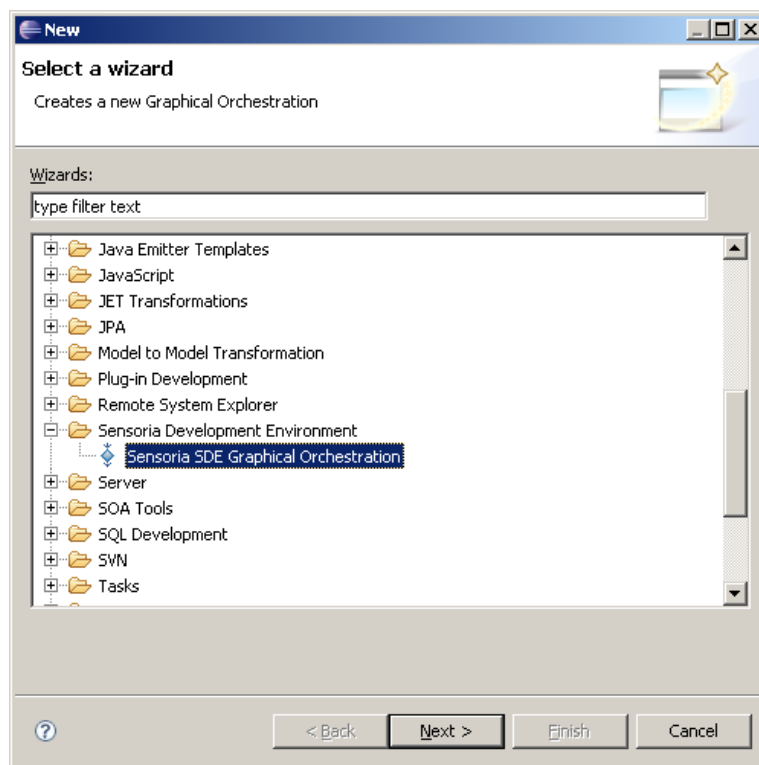 New
Select a wizard
Creates a new Graphical Orchestration
Wizards:
type filter text
Java Emitter Templates
JavaScript
JET Transformations
JPA
Model to Model Transformation
Plug-in Development
Remote System Explorer
Sensoria Development Environment
Sensoria SDE Graphical Orchestration
Server
SOA Tools
SQL Development
SVN
Tasks
< Back Next > Finish Cancel